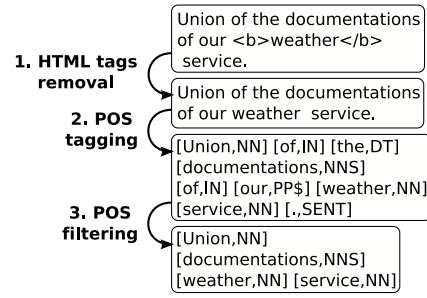 Union of the documentations
of our <b>weather</b>
service.
1. HTML tags
removal
Union of the documentations
of our weather service.
2. POS
tagging
[Union,NN] [of,IN] [the,DT]
[documentations,NNS]
[of,IN] [our,PP$] [weather,NN]
[service,NN] [.,SENT]
3. POS
filtering
[Union,NN]
[documentations,NNS]
[weather,NN] [service,NN]